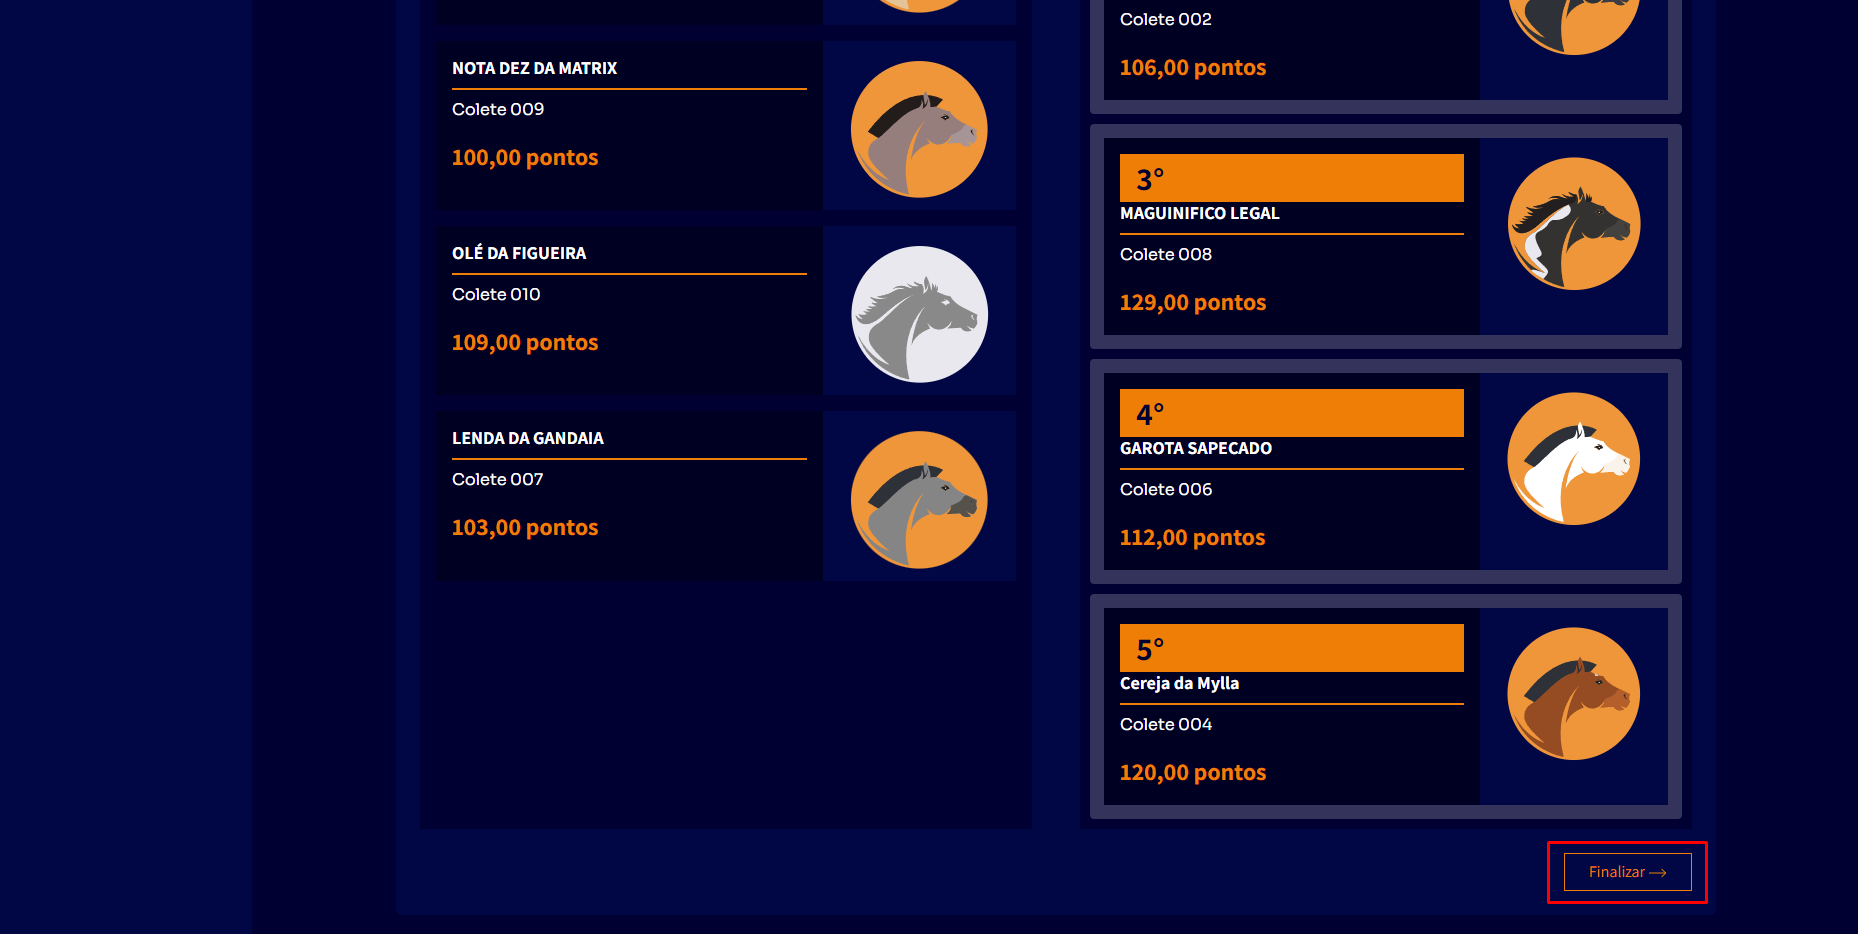 NOTA DEZ DA MATRIX
Colete 009
100,00 pontos
OLÉ DA FIGUEIRA
Colete 010
109,00 pontos
LENDA DA GANDAIA
Colete 007
103,00 pontos
Colete 002
106,00 pontos
3°
MAGUINIFICO LEGAL
Colete 008
129,00 pontos
4°
GAROTA SAPECADO
Colete 006
112,00 pontos
5°
Cereja da Mylla
Colete 004
120,00 pontos
Finalizar →